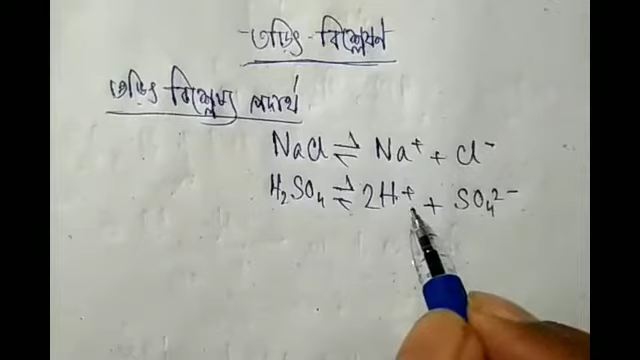 তড়িৎ-বিশ্লেষণ
তড়িৎ বিশ্লেষ্য পদার্থ
NaCl ⇌ Na⁺ + Cl⁻
H₂SO₄ ⇌ 2H⁺ + SO₄²⁻